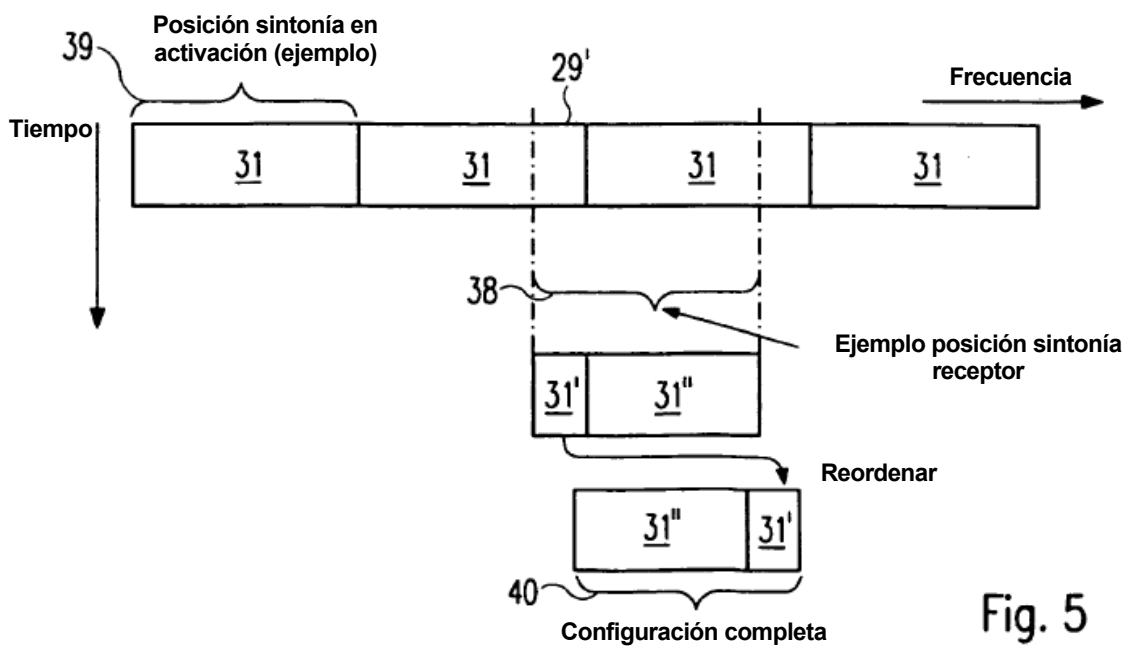 Posición sintonía en
activación (ejemplo)
39
29'
Frecuencia
Tiempo
31
31
31
31
38
Ejemplo posición sintonía
receptor
31'
31"
Reordenar
31"
31'
40
Configuración completa
Fig. 5